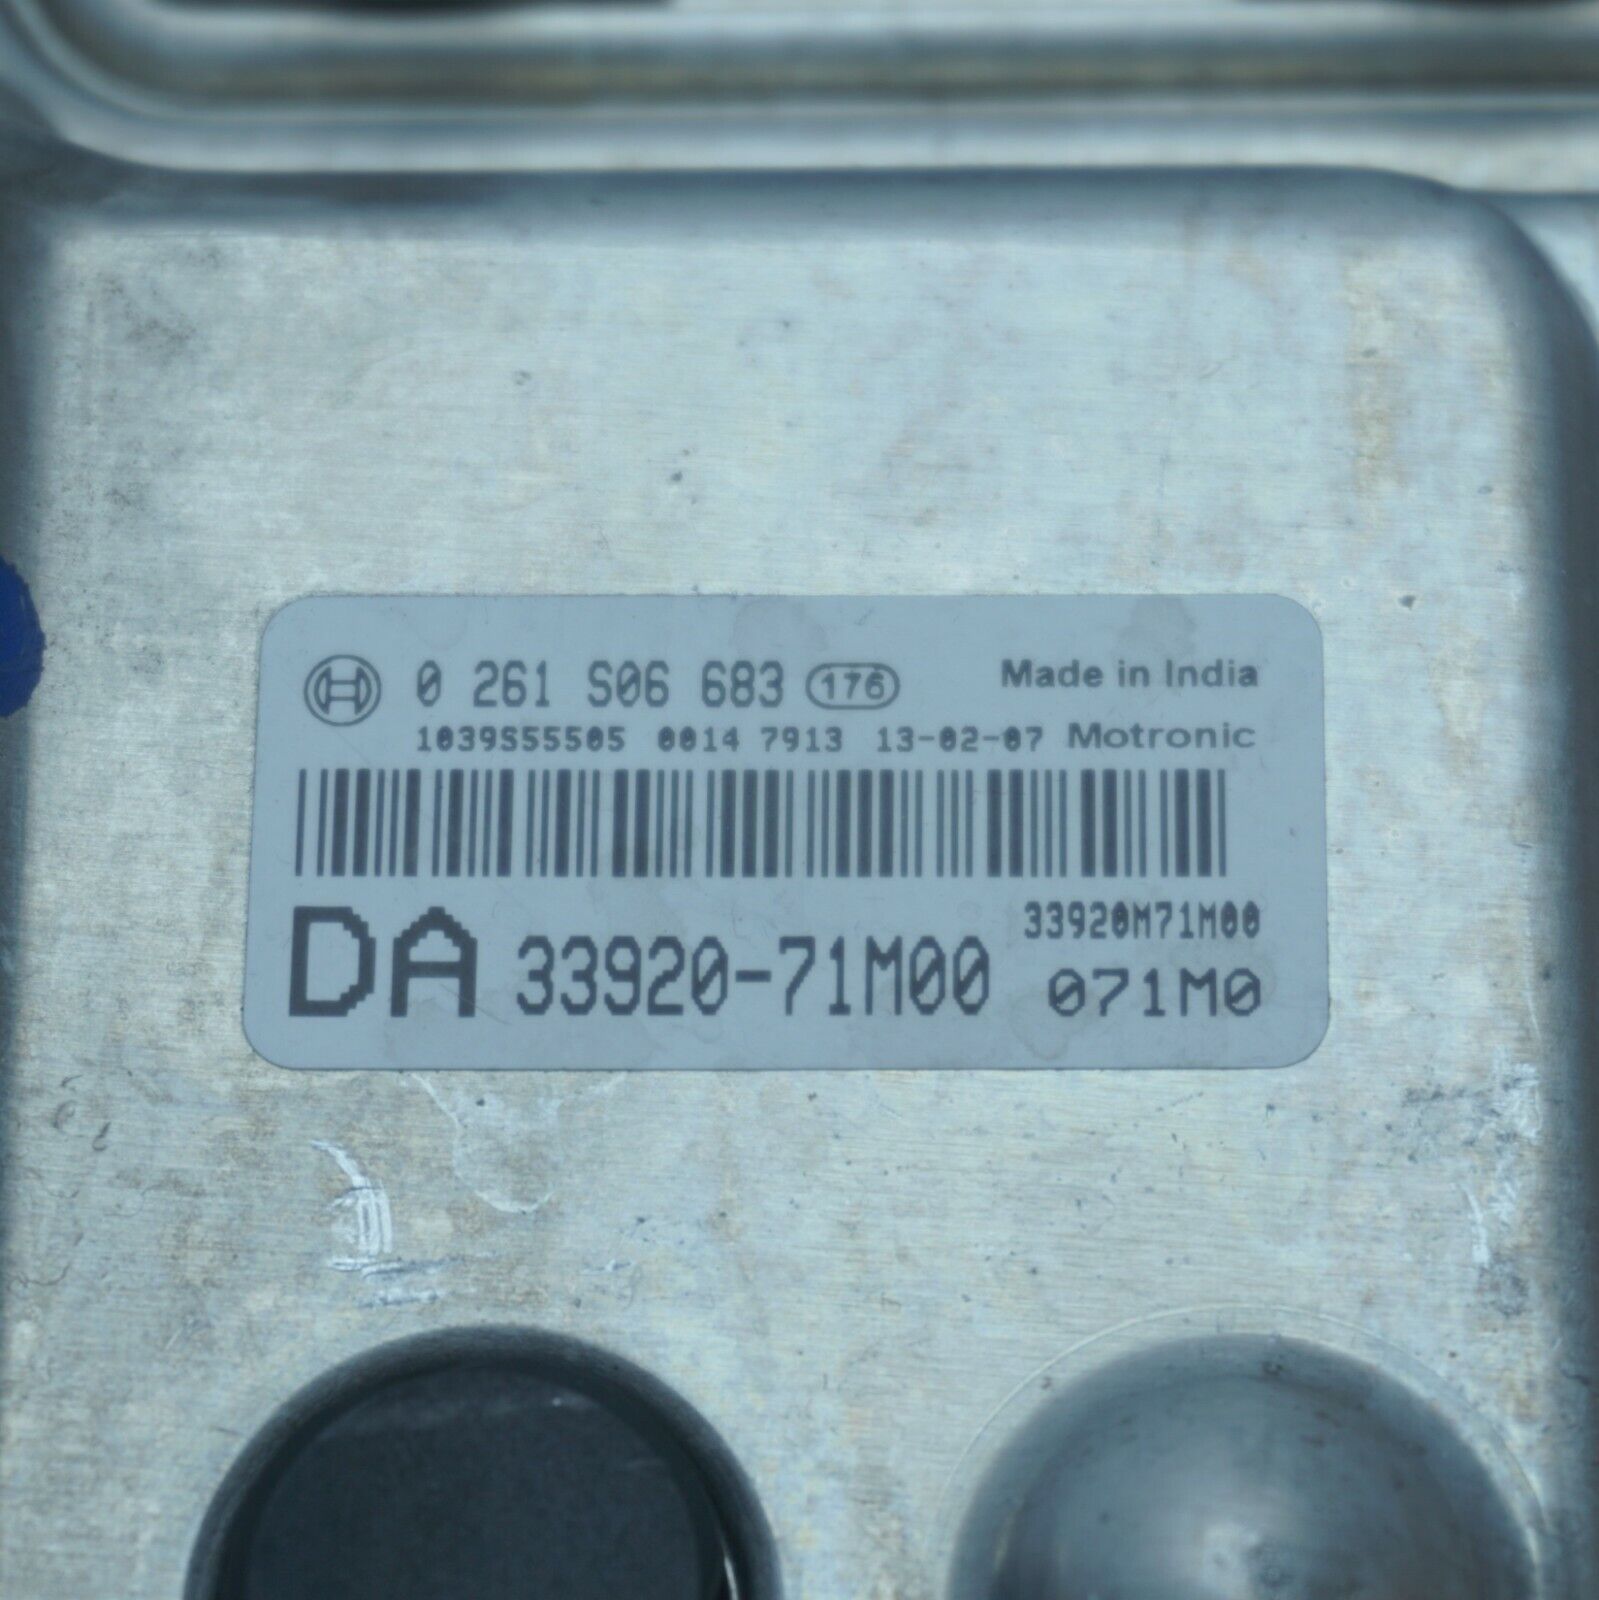 0 261 S06 683 176 Made in India
1039S55505 0014 7913 13-02-07 Motronic
33920M71M00
DA 33920-71M00 071M0